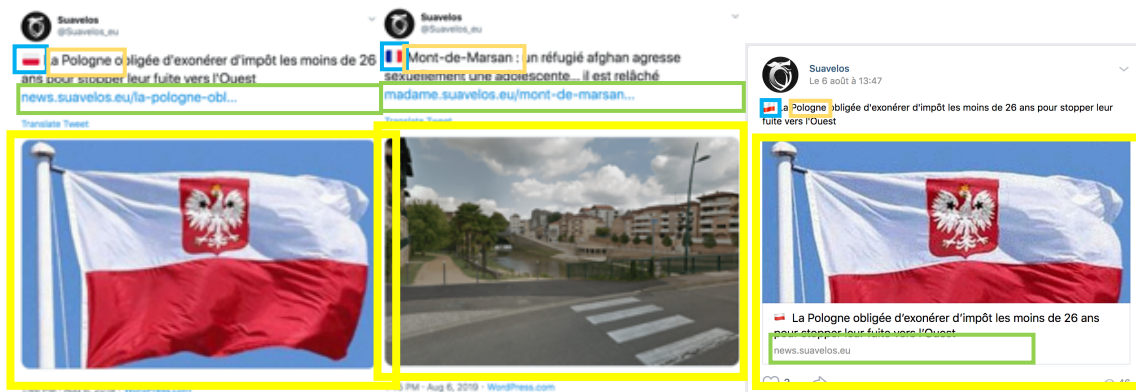 Suavelos
@Suavelos_eu
La Pologne obligée d'exonérer d'impôt les moins de 26
ans pour stopper leur fuite vers l'Ouest
news.suavelos.eu/la-pologne-obl...
Translate Tweet
Suavelos
@Suavelos_eu
Mont-de-Marsan : un réfugié afghan agresse
sexuellement une adolescente... il est relâché
madame.suavelos.eu/mont-de-marsan...
Translate Tweet
PM · Aug 6, 2019 · WordPress.com
Suavelos
Le 6 août à 13:47
La Pologne obligée d'exonérer d'impôt les moins de 26 ans pour stopper leur
fuite vers l'Ouest
La Pologne obligée d'exonérer d'impôt les moins de 26 ans
pour stopper leur fuite vers l'Ouest
news.suavelos.eu